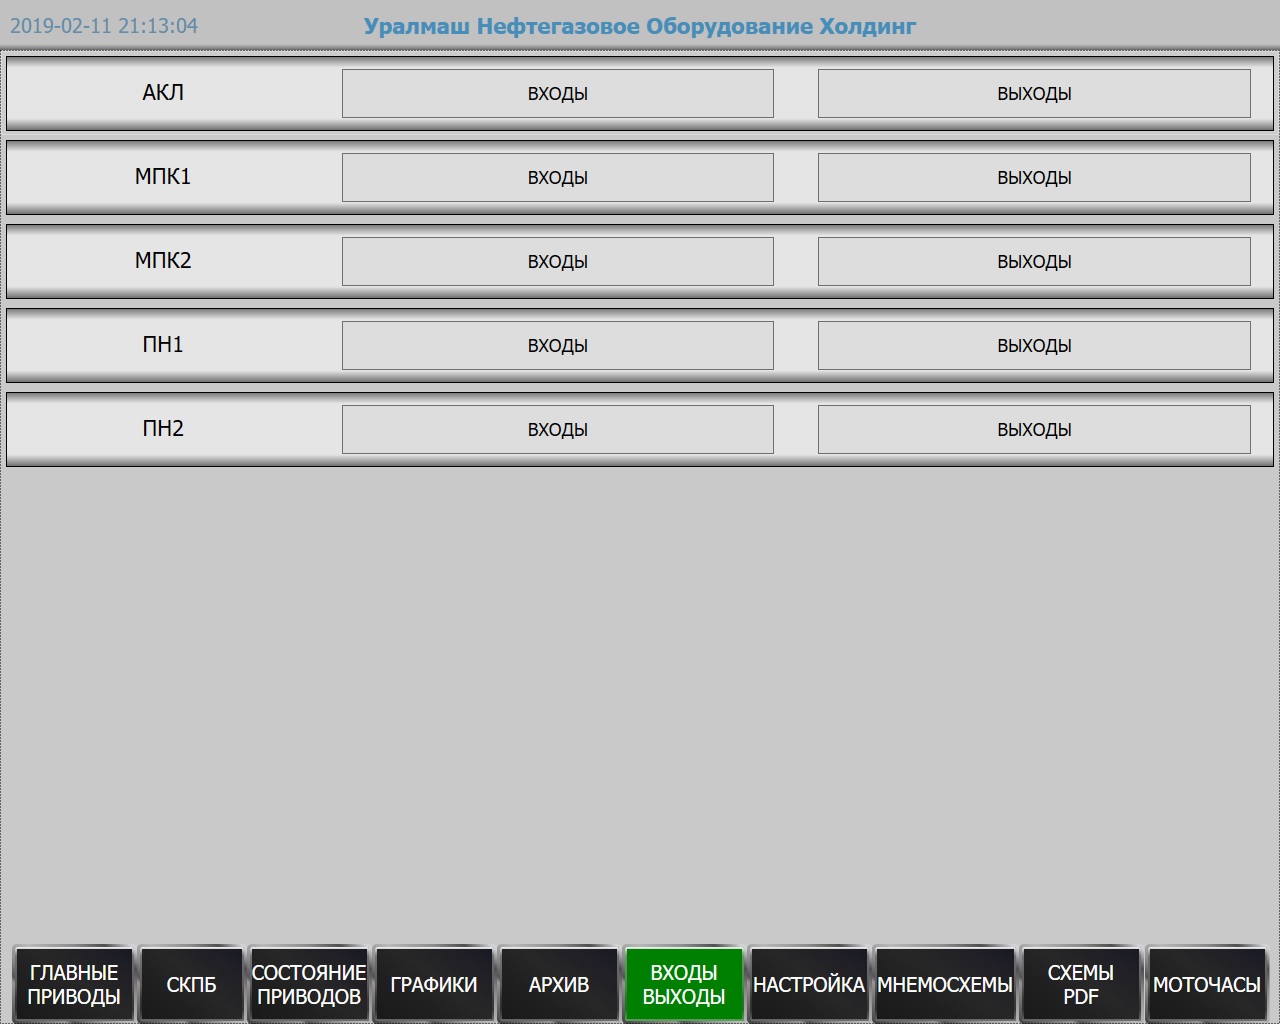 2019-02-11 21:13:04
Уралмаш Нефтегазовое Оборудование Холдинг
АКЛ
ВХОДЫ
ВЫХОДЫ
МПК1
ВХОДЫ
ВЫХОДЫ
МПК2
ВХОДЫ
ВЫХОДЫ
ПН1
ВХОДЫ
ВЫХОДЫ
ПН2
ВХОДЫ
ВЫХОДЫ
ГЛАВНЫЕ
ПРИВОДЫ
СКПБ
СОСТОЯНИЕ
ПРИВОДОВ
ГРАФИКИ
АРХИВ
ВХОДЫ
ВЫХОДЫ
НАСТРОЙКА
МНЕМОСХЕМЫ
СХЕМЫ
PDF
МОТОЧАСЫ